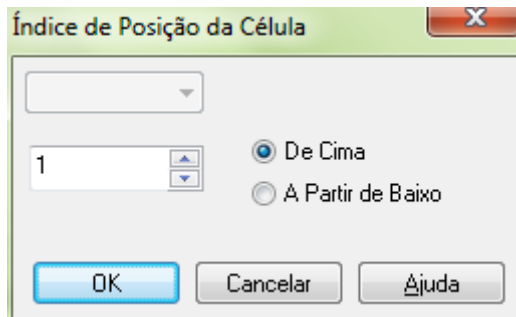 Índice de Posição da Célula
1
De Cima
A Partir de Baixo
OK Cancelar Ajuda